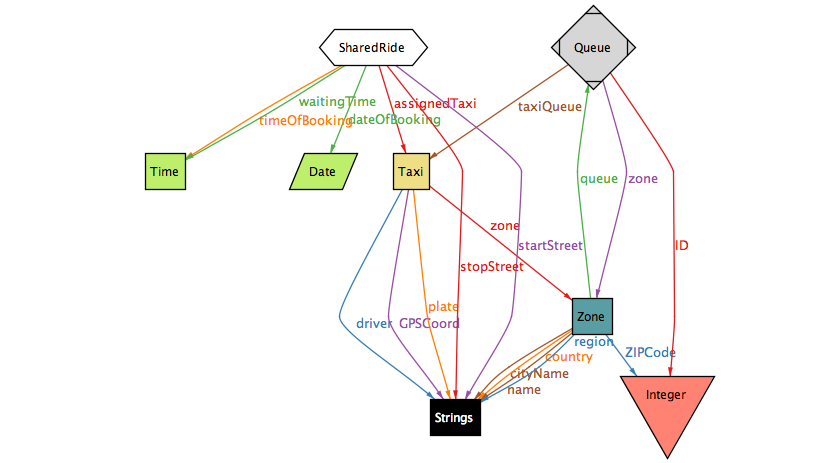 SharedRide
Queue
waitingTime
assignedTaxi
taxiQueue
timeOfBooking
dateOfBooking
Time
Date
Taxi
queue
zone
zone
startStreet
ID
stopStreet
plate
driver
GPSCoord
Zone
region
country
ZIPCode
cityName
name
Integer
Strings